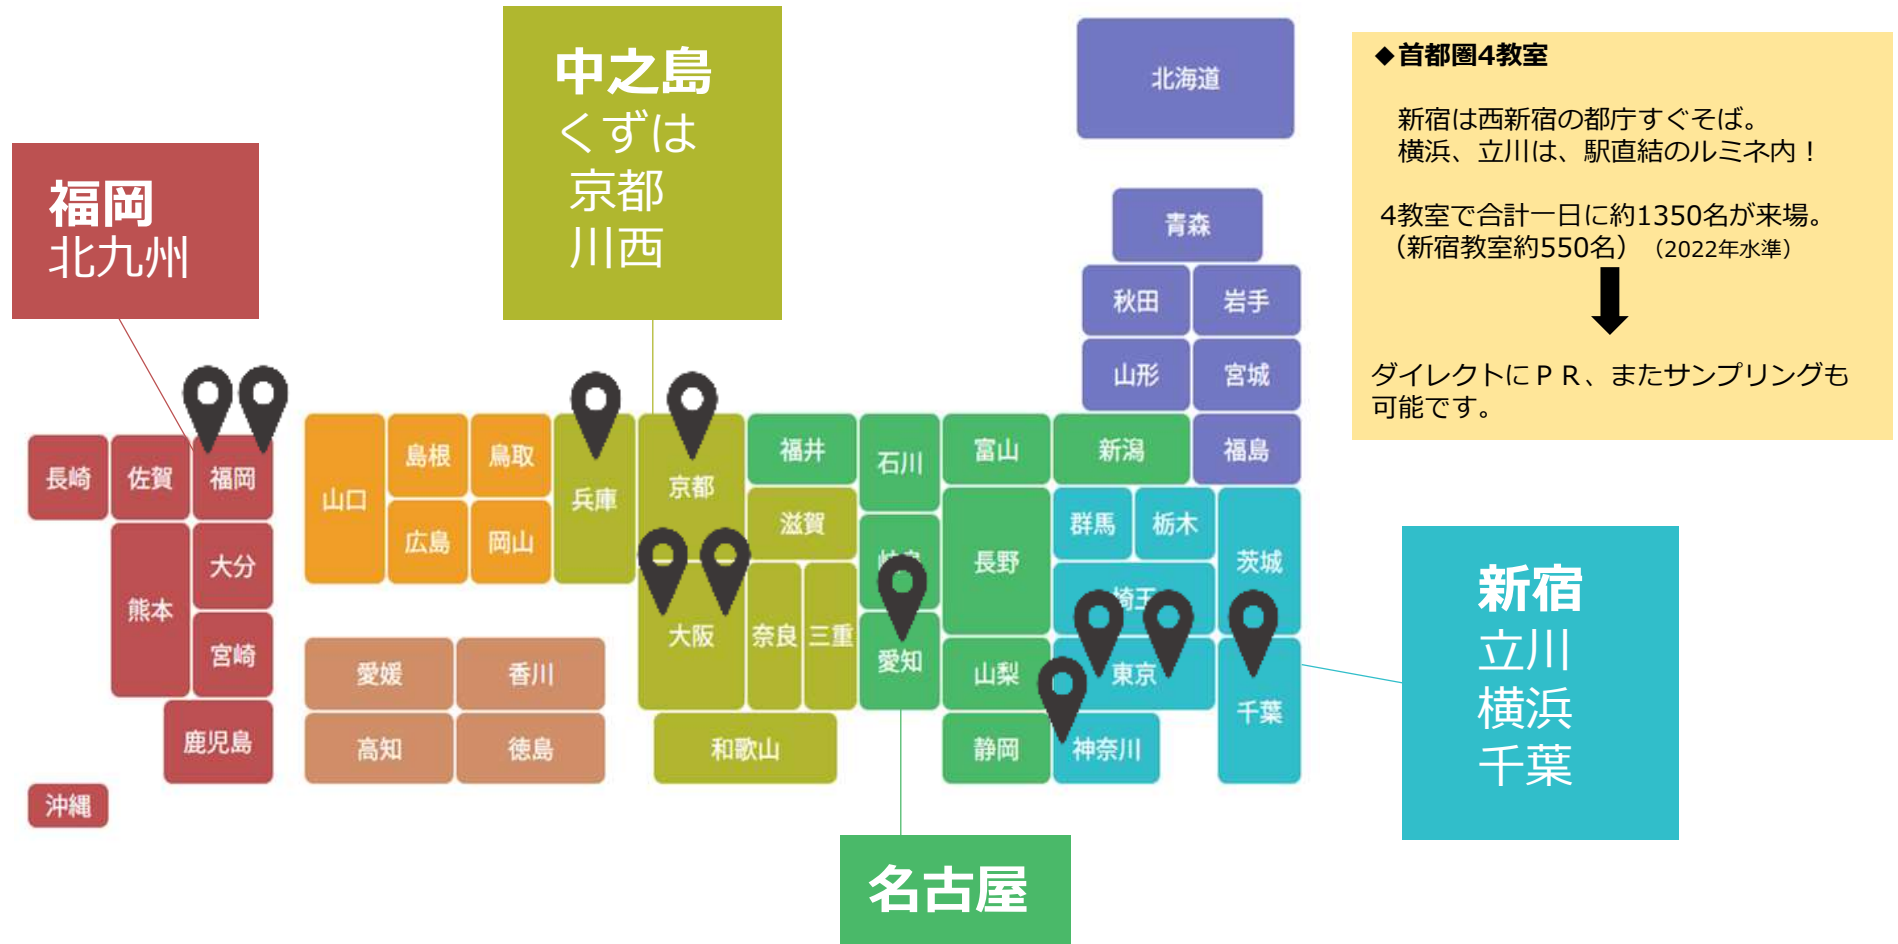 中之島
くずは
京都
川西
福岡
北九州
北海道
青森
秋田
岩手
山形
宮城
福島
◆首都圏4教室
新宿は西新宿の都庁すぐそば。
横浜、立川は、駅直結のルミネ内！
4教室で合計一日に約1350名が来場。
（新宿教室約550名）（2022年水準）
ダイレクトにＰＲ、またサンプリングも
可能です。
長崎
佐賀
福岡
大分
熊本
宮崎
鹿児島
沖縄
山口
島根
鳥取
広島
岡山
愛媛
香川
高知
徳島
兵庫
京都
滋賀
大阪
奈良
三重
和歌山
福井
石川
富山
新潟
長野
愛知
山梨
静岡
群馬
栃木
茨城
埼玉
東京
千葉
神奈川
新宿
立川
横浜
千葉
名古屋